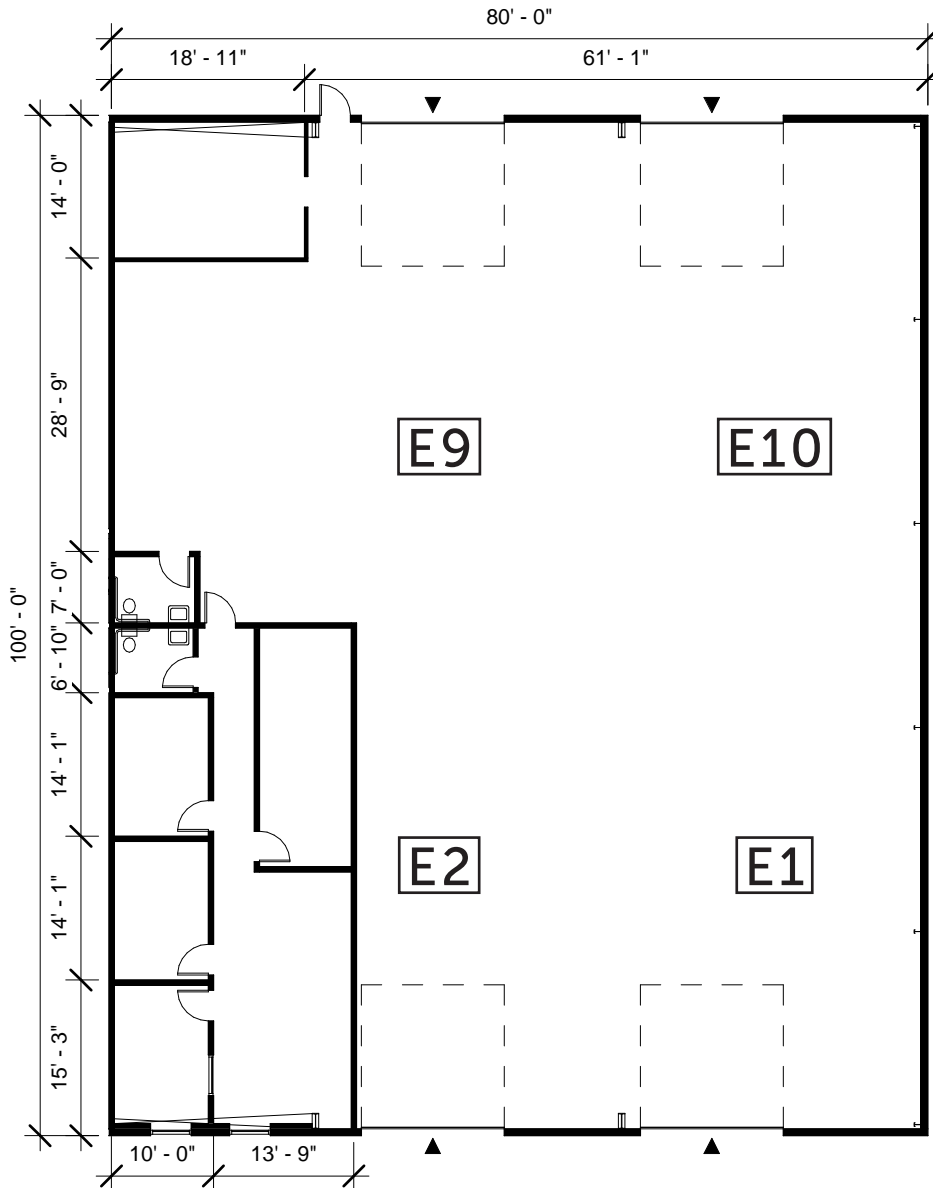 80' - 0"
18' - 11"
61' - 1"
14' - 0"
28' - 9"
E9
E10
7' - 0"
100' - 0"
6' - 10"
14' - 1"
E2
E1
14' - 1"
15' - 3"
10' - 0"
13' - 9"